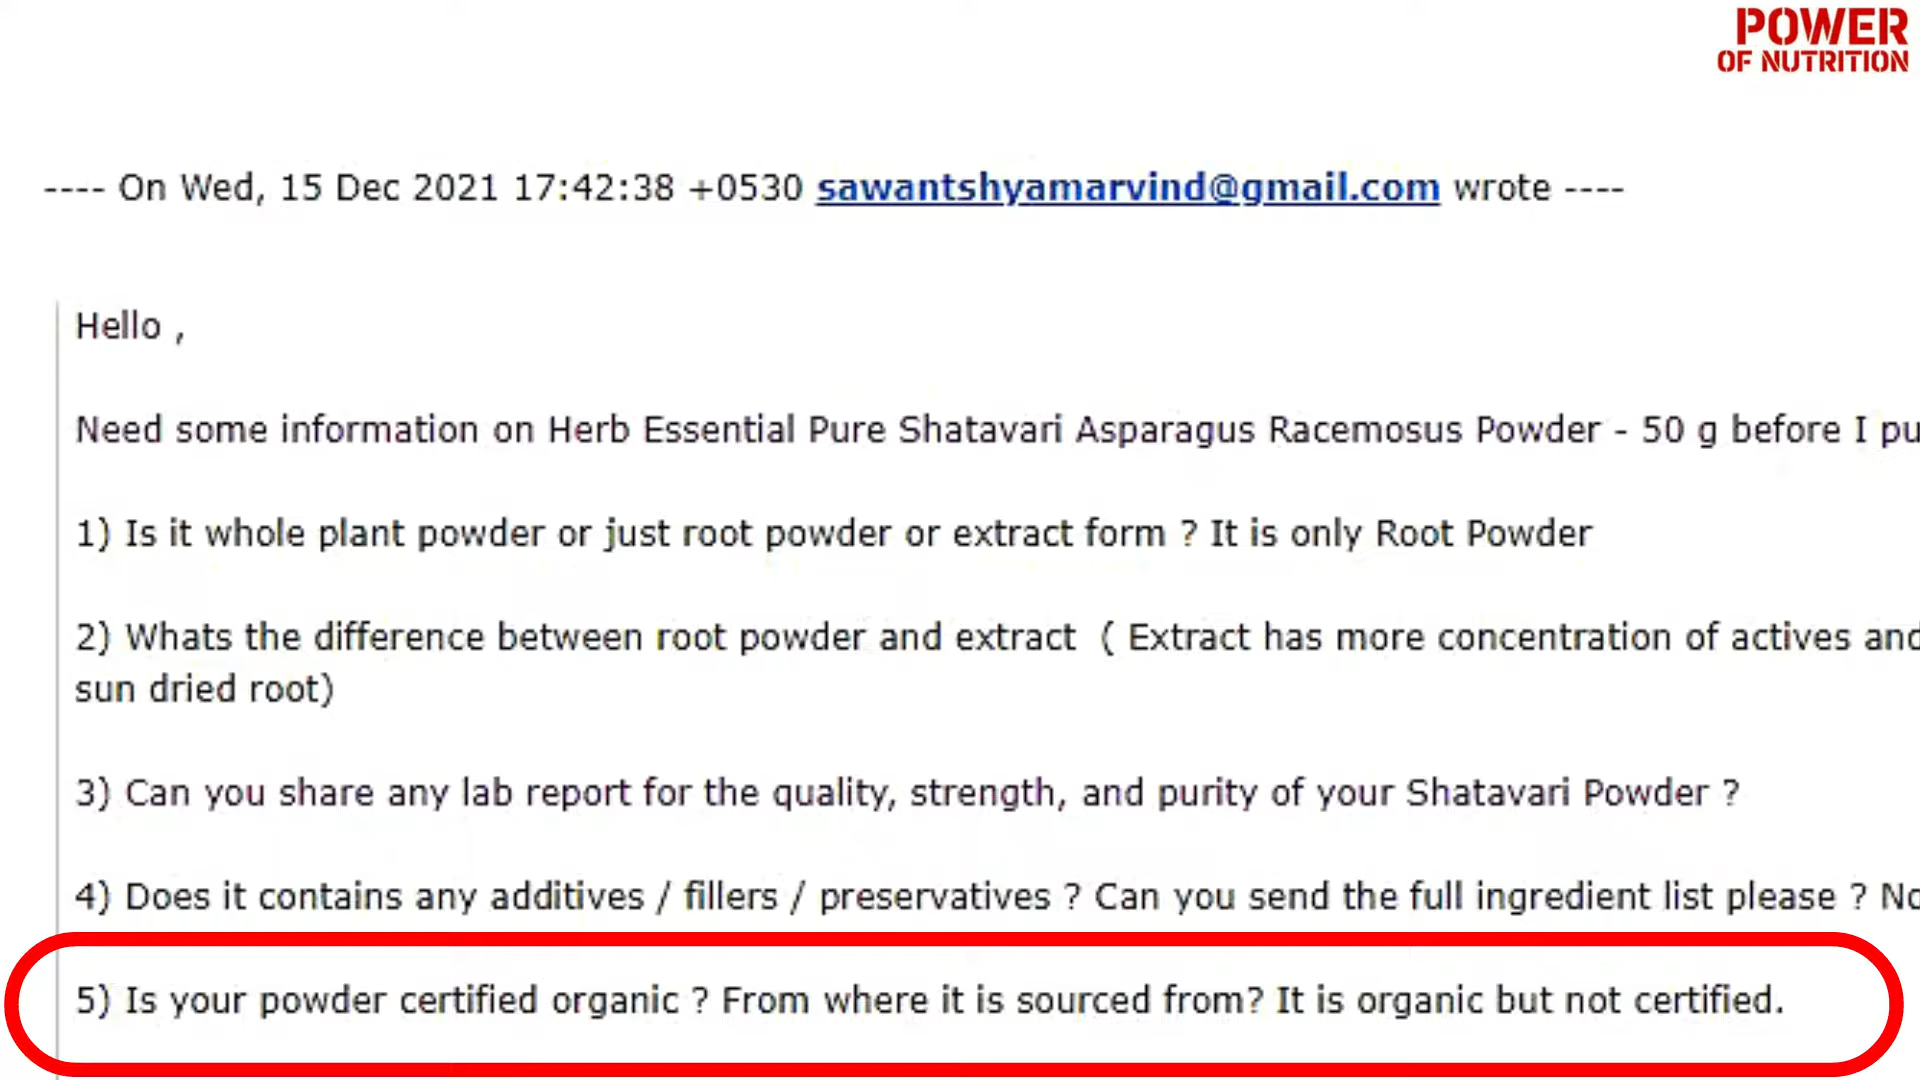 POWER
OF NUTRITION
---- On Wed, 15 Dec 2021 17:42:38 +0530 sawantshyamarvind@gmail.com wrote ----
Hello ,
Need some information on Herb Essential Pure Shatavari Asparagus Racemosus Powder - 50 g before I pu
1) Is it whole plant powder or just root powder or extract form ? It is only Root Powder
2) Whats the difference between root powder and extract ( Extract has more concentration of actives and
sun dried root)
3) Can you share any lab report for the quality, strength, and purity of your Shatavari Powder ?
4) Does it contains any additives / fillers / preservatives ? Can you send the full ingredient list please ? No
5) Is your powder certified organic ? From where it is sourced from? It is organic but not certified.